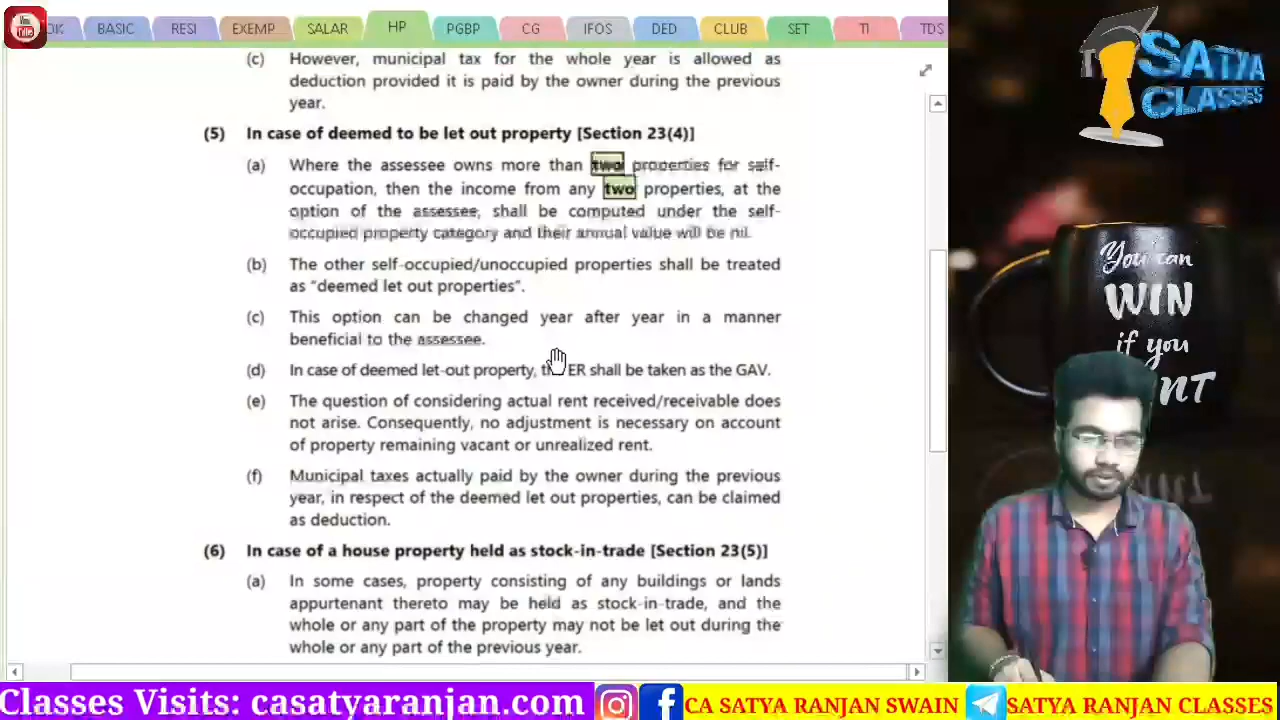 BASIC
RESI
EXEMP
SALAR
HP
PGBP
CG
IFOS
DED
CLUB
SET
TI
TDS
(c) However, municipal tax for the whole year is allowed as
deduction provided it is paid by the owner during the previous
year.
(5) In case of deemed to be let out property [Section 23(4)]
(a) Where the assessee owns more than two properties for self-
occupation, then the income from any two properties, at the
option of the assessee, shall be computed under the self-
occupied property category and their annual value will be nil.
(b) The other self-occupied/unoccupied properties shall be treated
as "deemed let out properties".
(c) This option can be changed year after year in a manner
beneficial to the assessee.
(d) In case of deemed let-out property, ER shall be taken as the GAV.
(e) The question of considering actual rent received/receivable does
not arise. Consequently, no adjustment is necessary on account
of property remaining vacant or unrealized rent.
(f) Municipal taxes actually paid by the owner during the previous
year, in respect of the deemed let out properties, can be claimed
as deduction.
(6) In case of a house property held as stock-in-trade [Section 23(5)]
(a) In some cases, property consisting of any buildings or lands
appurtenant thereto may be held as stock-in-trade, and the
whole or any part of the property may not be let out during the
whole or any part of the previous year.
SATYA
CLASSES
You can
WIN
if you
Classes Visits: casatyaranjan.com
CA SATYA RANJAN SWAIN
SATYA RANJAN CLASSES